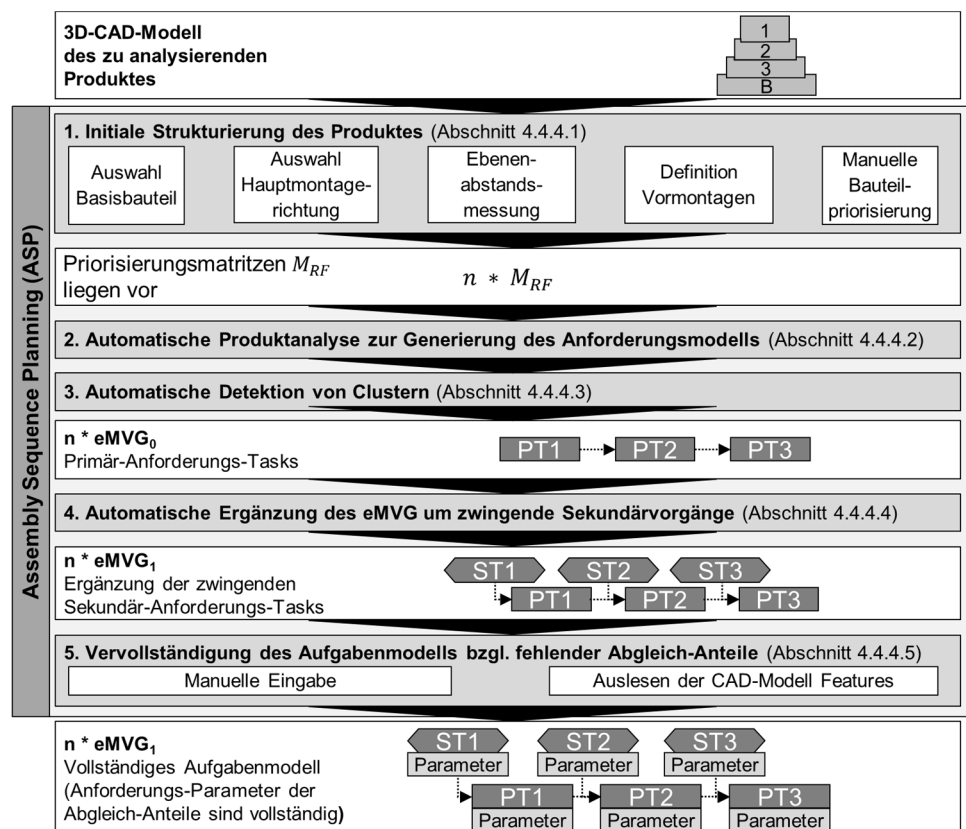 3D-CAD-Modell
des zu analysierenden
Produktes
1
2
3
B
Assembly Sequence Planning (ASP)
1. Initiale Strukturierung des Produktes (Abschnitt 4.4.4.1)
Auswahl
Basisbauteil
Auswahl
Hauptmontage-
richtung
Ebenen-
abstands-
messung
Definition
Vormontagen
Manuelle
Bauteil-
priorisierung
Priorisierungsmatritzen M_RF
liegen vor
n * M_RF
2. Automatische Produktanalyse zur Generierung des Anforderungsmodells (Abschnitt 4.4.4.2)
3. Automatische Detektion von Clustern (Abschnitt 4.4.4.3)
n * eMVG₀
Primär-Anforderungs-Tasks
PT1 PT2 PT3
4. Automatische Ergänzung des eMVG um zwingende Sekundärvorgänge (Abschnitt 4.4.4.4)
n * eMVG₁
Ergänzung der zwingenden
Sekundär-Anforderungs-Tasks
ST1 ST2 ST3
PT1 PT2 PT3
5. Vervollständigung des Aufgabenmodells bzgl. fehlender Abgleich-Anteile (Abschnitt 4.4.4.5)
Manuelle Eingabe
Auslesen der CAD-Modell Features
n * eMVG₁
Vollständiges Aufgabenmodell
(Anforderungs-Parameter der
Abgleich-Anteile sind vollständig)
ST1 ST2 ST3
Parameter Parameter Parameter
PT1 PT2 PT3
Parameter Parameter Parameter